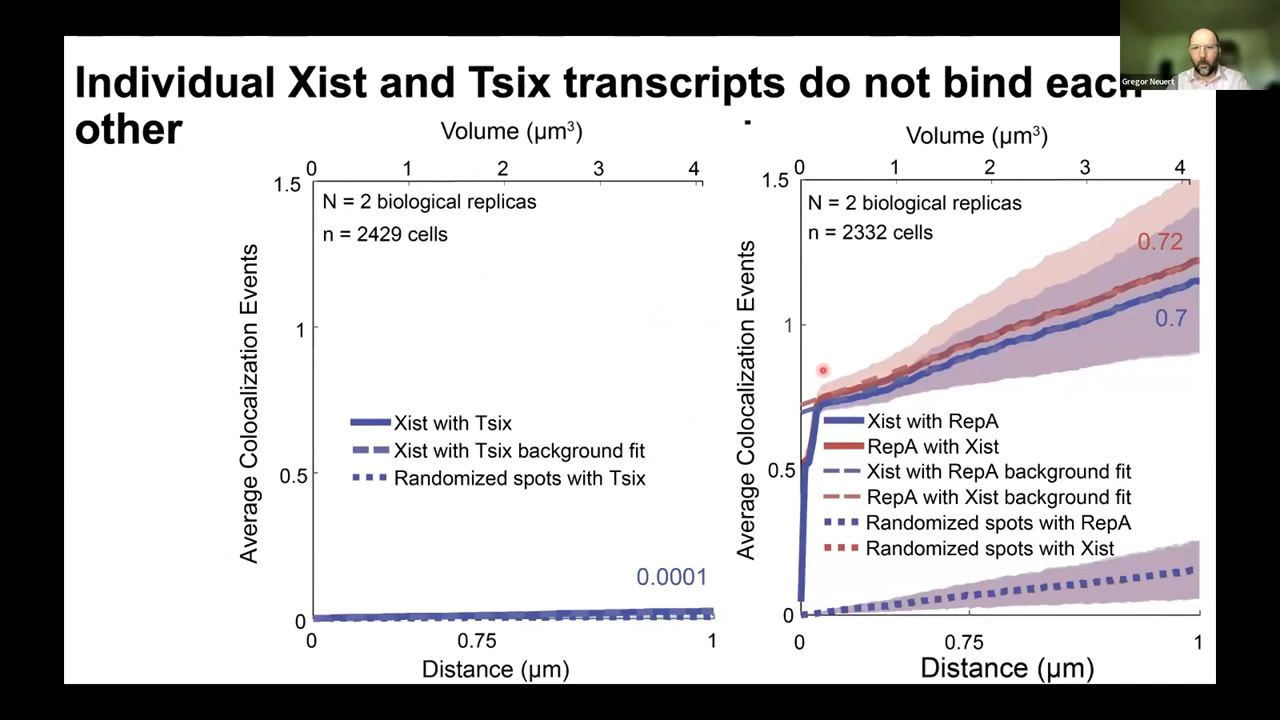 Gregor Neuert
Individual Xist and Tsix transcripts do not bind each
other
Volume (μm³)
0 1 2 3 4
1.5
N = 2 biological replicas
n = 2429 cells
1
Average Colocalization Events
Xist with Tsix
Xist with Tsix background fit
0.5
Randomized spots with Tsix
0.0001
0
0 0.75 1
Distance (μm)
Volume (μm³)
0 1 2 3 4
1.5
N = 2 biological replicas
n = 2332 cells
0.72
0.7
1
Average Colocalization Events
Xist with RepA
RepA with Xist
0.5
Xist with RepA background fit
RepA with Xist background fit
Randomized spots with RepA
Randomized spots with Xist
0
0 0.75 1
Distance (μm)